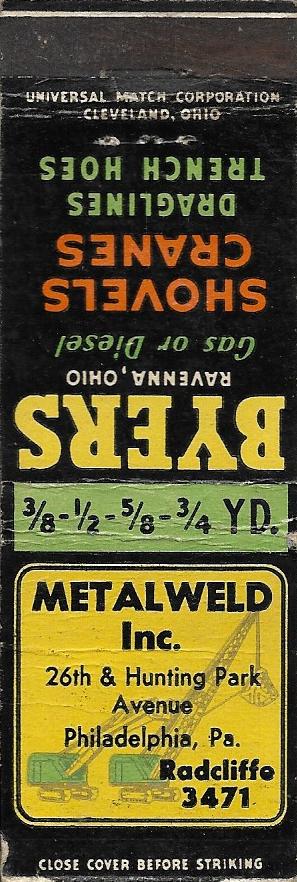 UNIVERSAL MATCH CORPORATION
CLEVELAND, OHIO
BYERS
RAVENNA, OHIO
Gas or Diesel
SHOVELS
CRANES
DRAGLINES
TRENCH HOES
3/8 - 1/2 - 5/8 - 3/4 YD.
METALWELD
Inc.
26th & Hunting Park
Avenue
Philadelphia, Pa.
Radcliffe
3471
CLOSE COVER BEFORE STRIKING